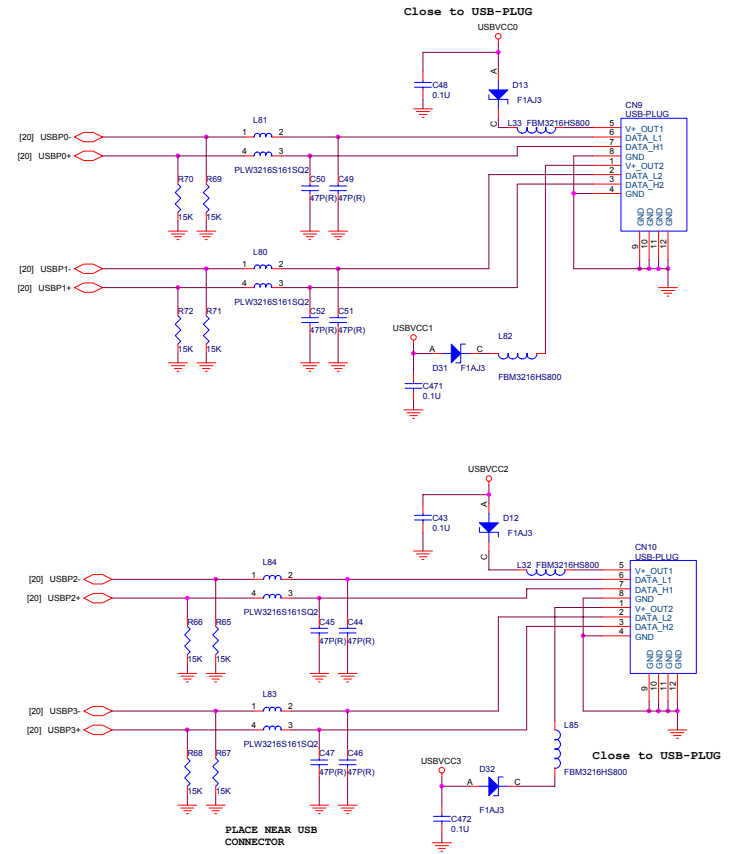 Close to USB-PLUG
USBVCC0
C48
0.1U
A
D13
F1AJ3
C
L33 FBM3216HS800
CN9
USB-PLUG
5 V+_OUT1
6 DATA_L1
7 DATA_H1
8 GND
1 V+_OUT2
2 DATA_L2
3 DATA_H2
4 GND
GND GND GND GND
9 10 11 12
L81
[20] USBP0- 1 2
[20] USBP0+ 4 3
PLW3216S161SQ2
R70 R69 C50 C49
47P(R) 47P(R)
15K 15K
L80
[20] USBP1- 1 2
[20] USBP1+ 4 3
PLW3216S161SQ2
R72 R71 C52 C51
47P(R) 47P(R)
15K 15K
USBVCC1
A C
D31 F1AJ3
L82
FBM3216HS800
C471
0.1U
USBVCC2
C43
0.1U
A
D12
F1AJ3
C
L32 FBM3216HS800
CN10
USB-PLUG
5 V+_OUT1
6 DATA_L1
7 DATA_H1
8 GND
1 V+_OUT2
2 DATA_L2
3 DATA_H2
4 GND
GND GND GND GND
9 10 11 12
L84
[20] USBP2- 1 2
[20] USBP2+ 4 3
PLW3216S161SQ2
R66 R65 C45 C44
47P(R) 47P(R)
15K 15K
L83
[20] USBP3- 1 2
[20] USBP3+ 4 3
PLW3216S161SQ2
R68 R67 C47 C46
47P(R) 47P(R)
15K 15K
L85
FBM3216HS800
Close to USB-PLUG
USBVCC3
D32
A C
F1AJ3
C472
0.1U
PLACE NEAR USB
CONNECTOR